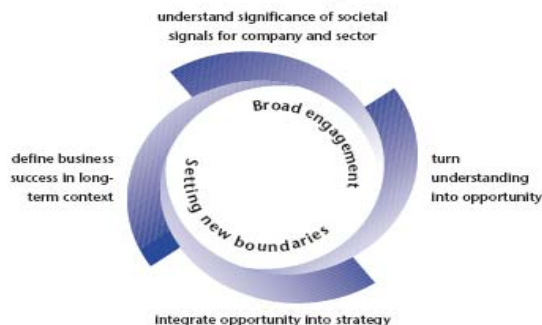 understand significance of societal
signals for company and sector
Broad engagement
define business
success in long-
term context
turn
understanding
into opportunity
Setting new boundaries
integrate opportunity into strategy